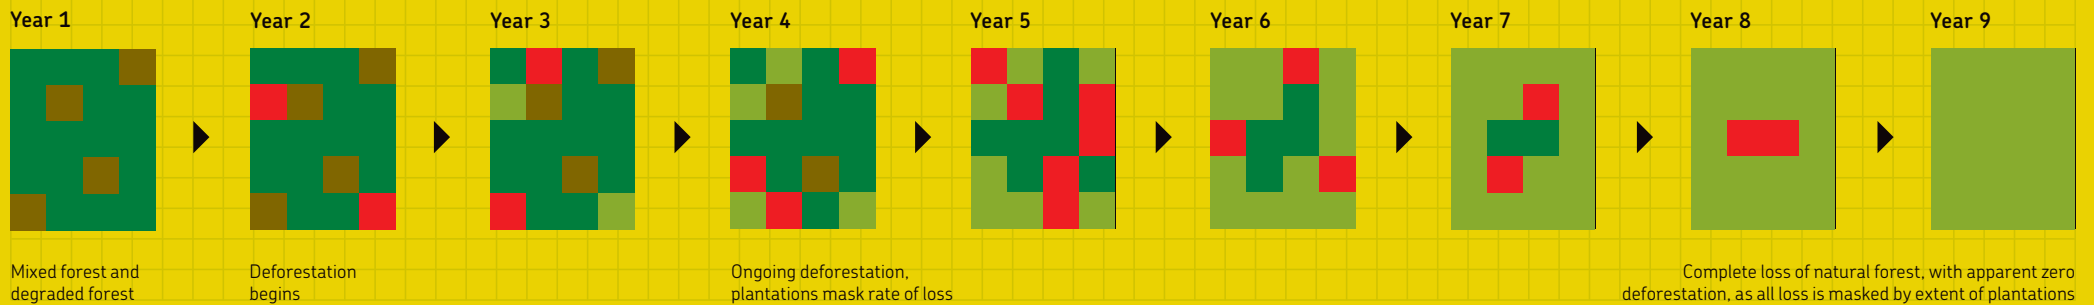 Year 1
Year 2
Year 3
Year 4
Year 5
Year 6
Year 7
Year 8
Year 9
Mixed forest and
degraded forest
Deforestation
begins
Ongoing deforestation,
plantations mask rate of loss
Complete loss of natural forest, with apparent zero
deforestation, as all loss is masked by extent of plantations